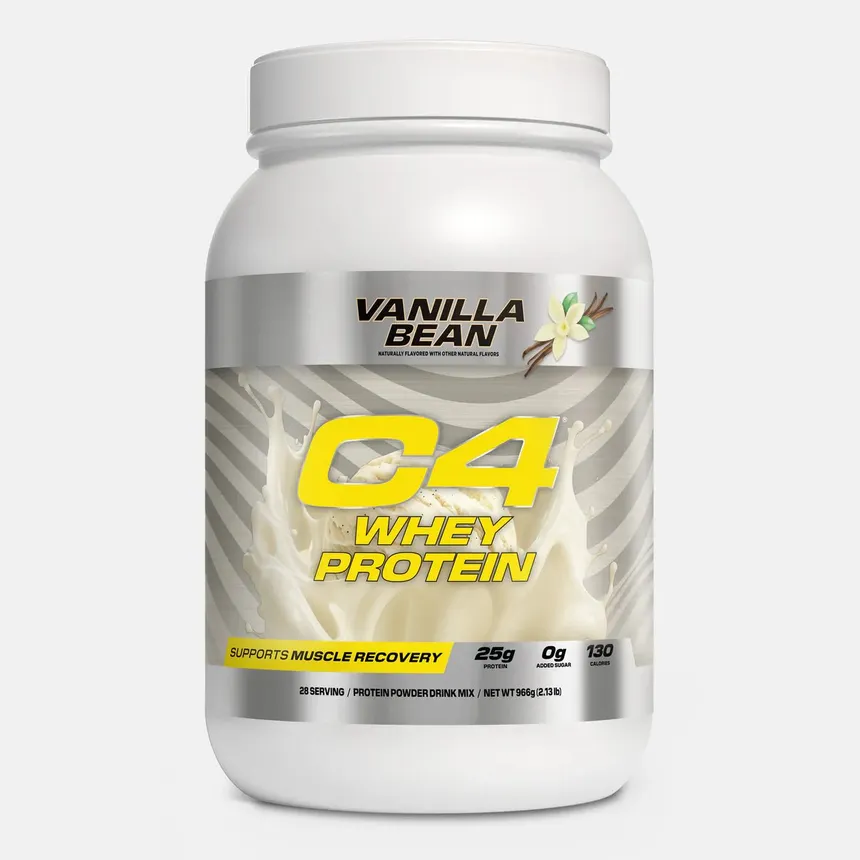 VANILLA
BEAN
NATURALLY FLAVORED WITH OTHER NATURAL FLAVORS
C4®
WHEY
PROTEIN
SUPPORTS MUSCLE RECOVERY
25g
PROTEIN
0g
ADDED SUGAR
130
CALORIES
28 SERVING / PROTEIN POWDER DRINK MIX / NET WT 966g (2.13 lb)